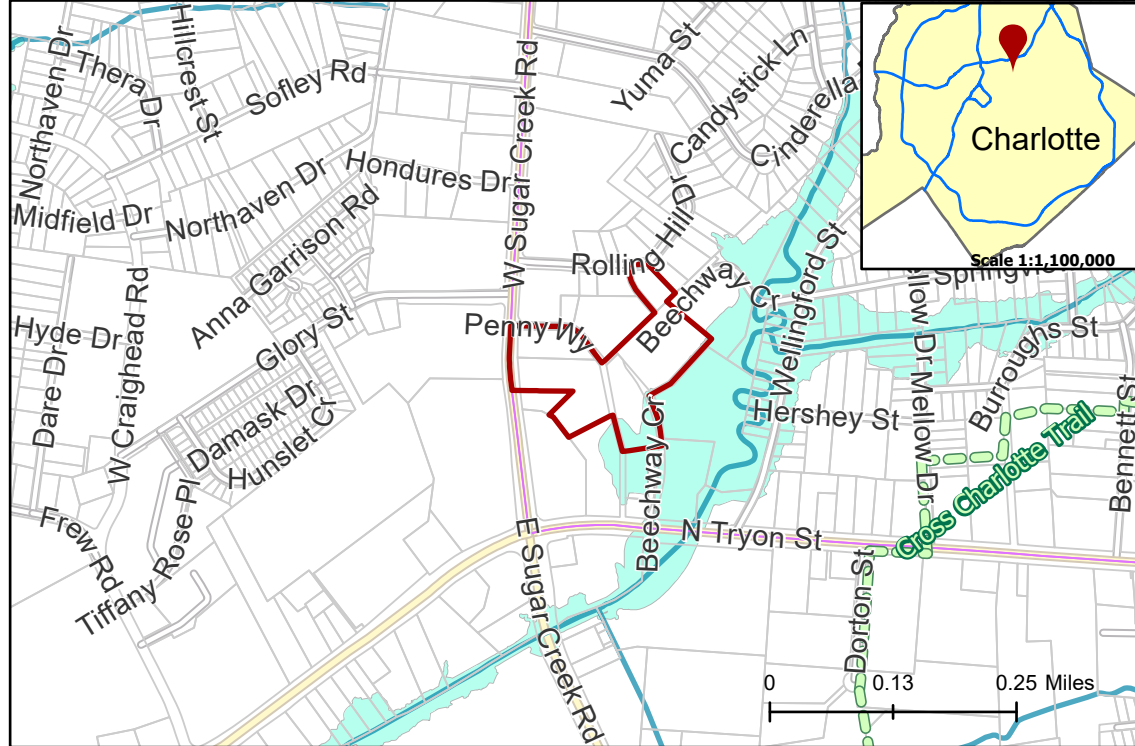 Northaven Dr
Thera Dr
Hillcrest St
Sofley Rd
W Sugar Creek Rd
Yuma St
Candystick Ln
Cinderella
Charlotte
Scale 1:1,100,000
Midfield Dr
Northaven Dr
Hondures Dr
Anna Garrison Rd
Rolling Hill Dr
Beechway Cr
Wellingford St
Hyde Dr
Dare Dr
W Craighead Rd
Glory St
Penny Wy
Mellow Dr
Burroughs St
Damask Dr
Hunslet Cr
Beechway Cr
Hershey St
Mellow Dr
Bennett St
Cross Charlotte Trail
Frew Rd
Tiffany Rose Pl
E Sugar Creek Rd
N Tryon St
Dorton St
0 0.13 0.25 Miles